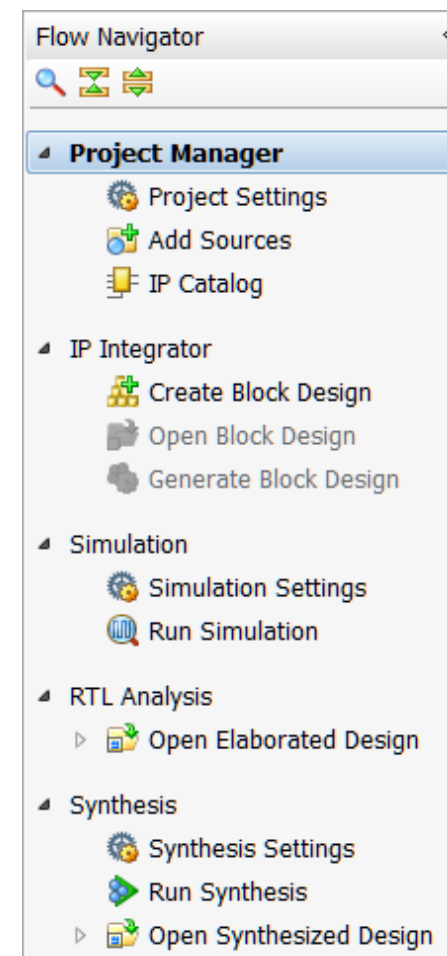 Flow Navigator
Project Manager
Project Settings
Add Sources
IP Catalog
IP Integrator
Create Block Design
Open Block Design
Generate Block Design
Simulation
Simulation Settings
Run Simulation
RTL Analysis
Open Elaborated Design
Synthesis
Synthesis Settings
Run Synthesis
Open Synthesized Design